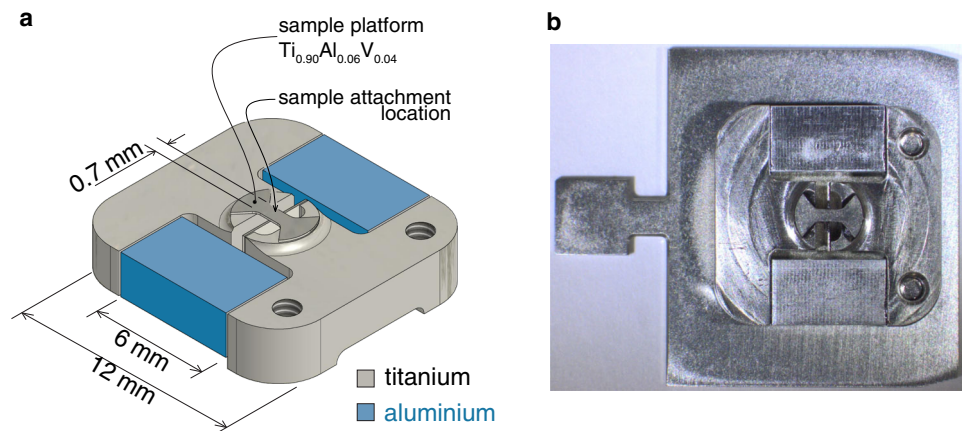 a
sample platform
Ti0.90Al0.06V0.04
sample attachment
location
0.7 mm
6 mm
12 mm
titanium
aluminium
b